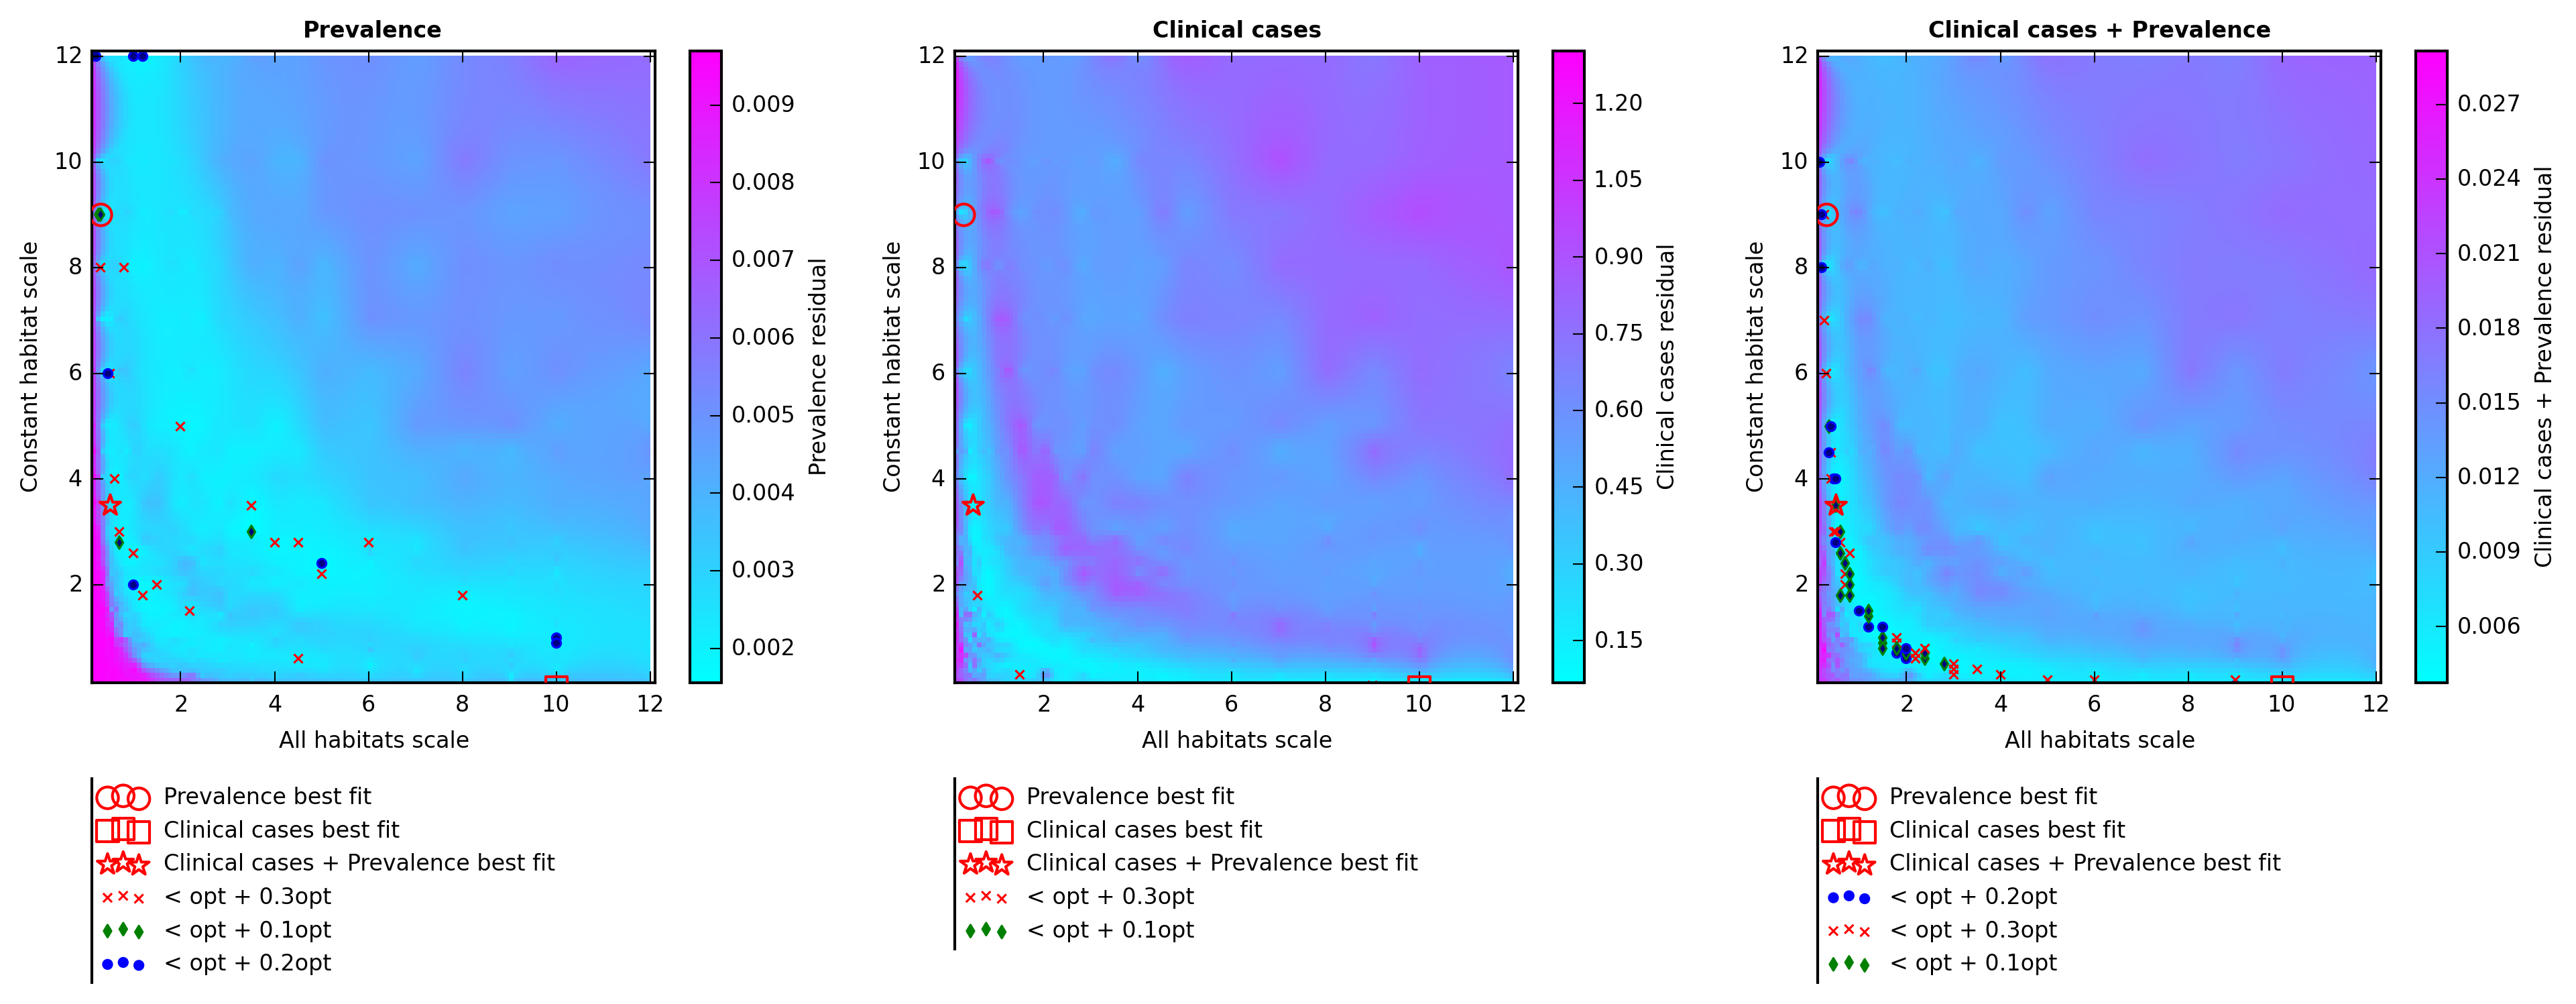 Prevalence
12
10
8
6
4
2
Constant habitat scale
2 4 6 8 10 12
All habitats scale
0.009
0.008
0.007
0.006
0.005
0.004
0.003
0.002
Prevalence residual
Prevalence best fit
Clinical cases best fit
Clinical cases + Prevalence best fit
< opt + 0.3opt
< opt + 0.1opt
< opt + 0.2opt
Clinical cases
12
10
8
6
4
2
Constant habitat scale
2 4 6 8 10 12
All habitats scale
1.20
1.05
0.90
0.75
0.60
0.45
0.30
0.15
Clinical cases residual
Prevalence best fit
Clinical cases best fit
Clinical cases + Prevalence best fit
< opt + 0.3opt
< opt + 0.1opt
Clinical cases + Prevalence
12
10
8
6
4
2
Constant habitat scale
2 4 6 8 10 12
All habitats scale
0.027
0.024
0.021
0.018
0.015
0.012
0.009
0.006
Clinical cases + Prevalence residual
Prevalence best fit
Clinical cases best fit
Clinical cases + Prevalence best fit
< opt + 0.2opt
< opt + 0.3opt
< opt + 0.1opt